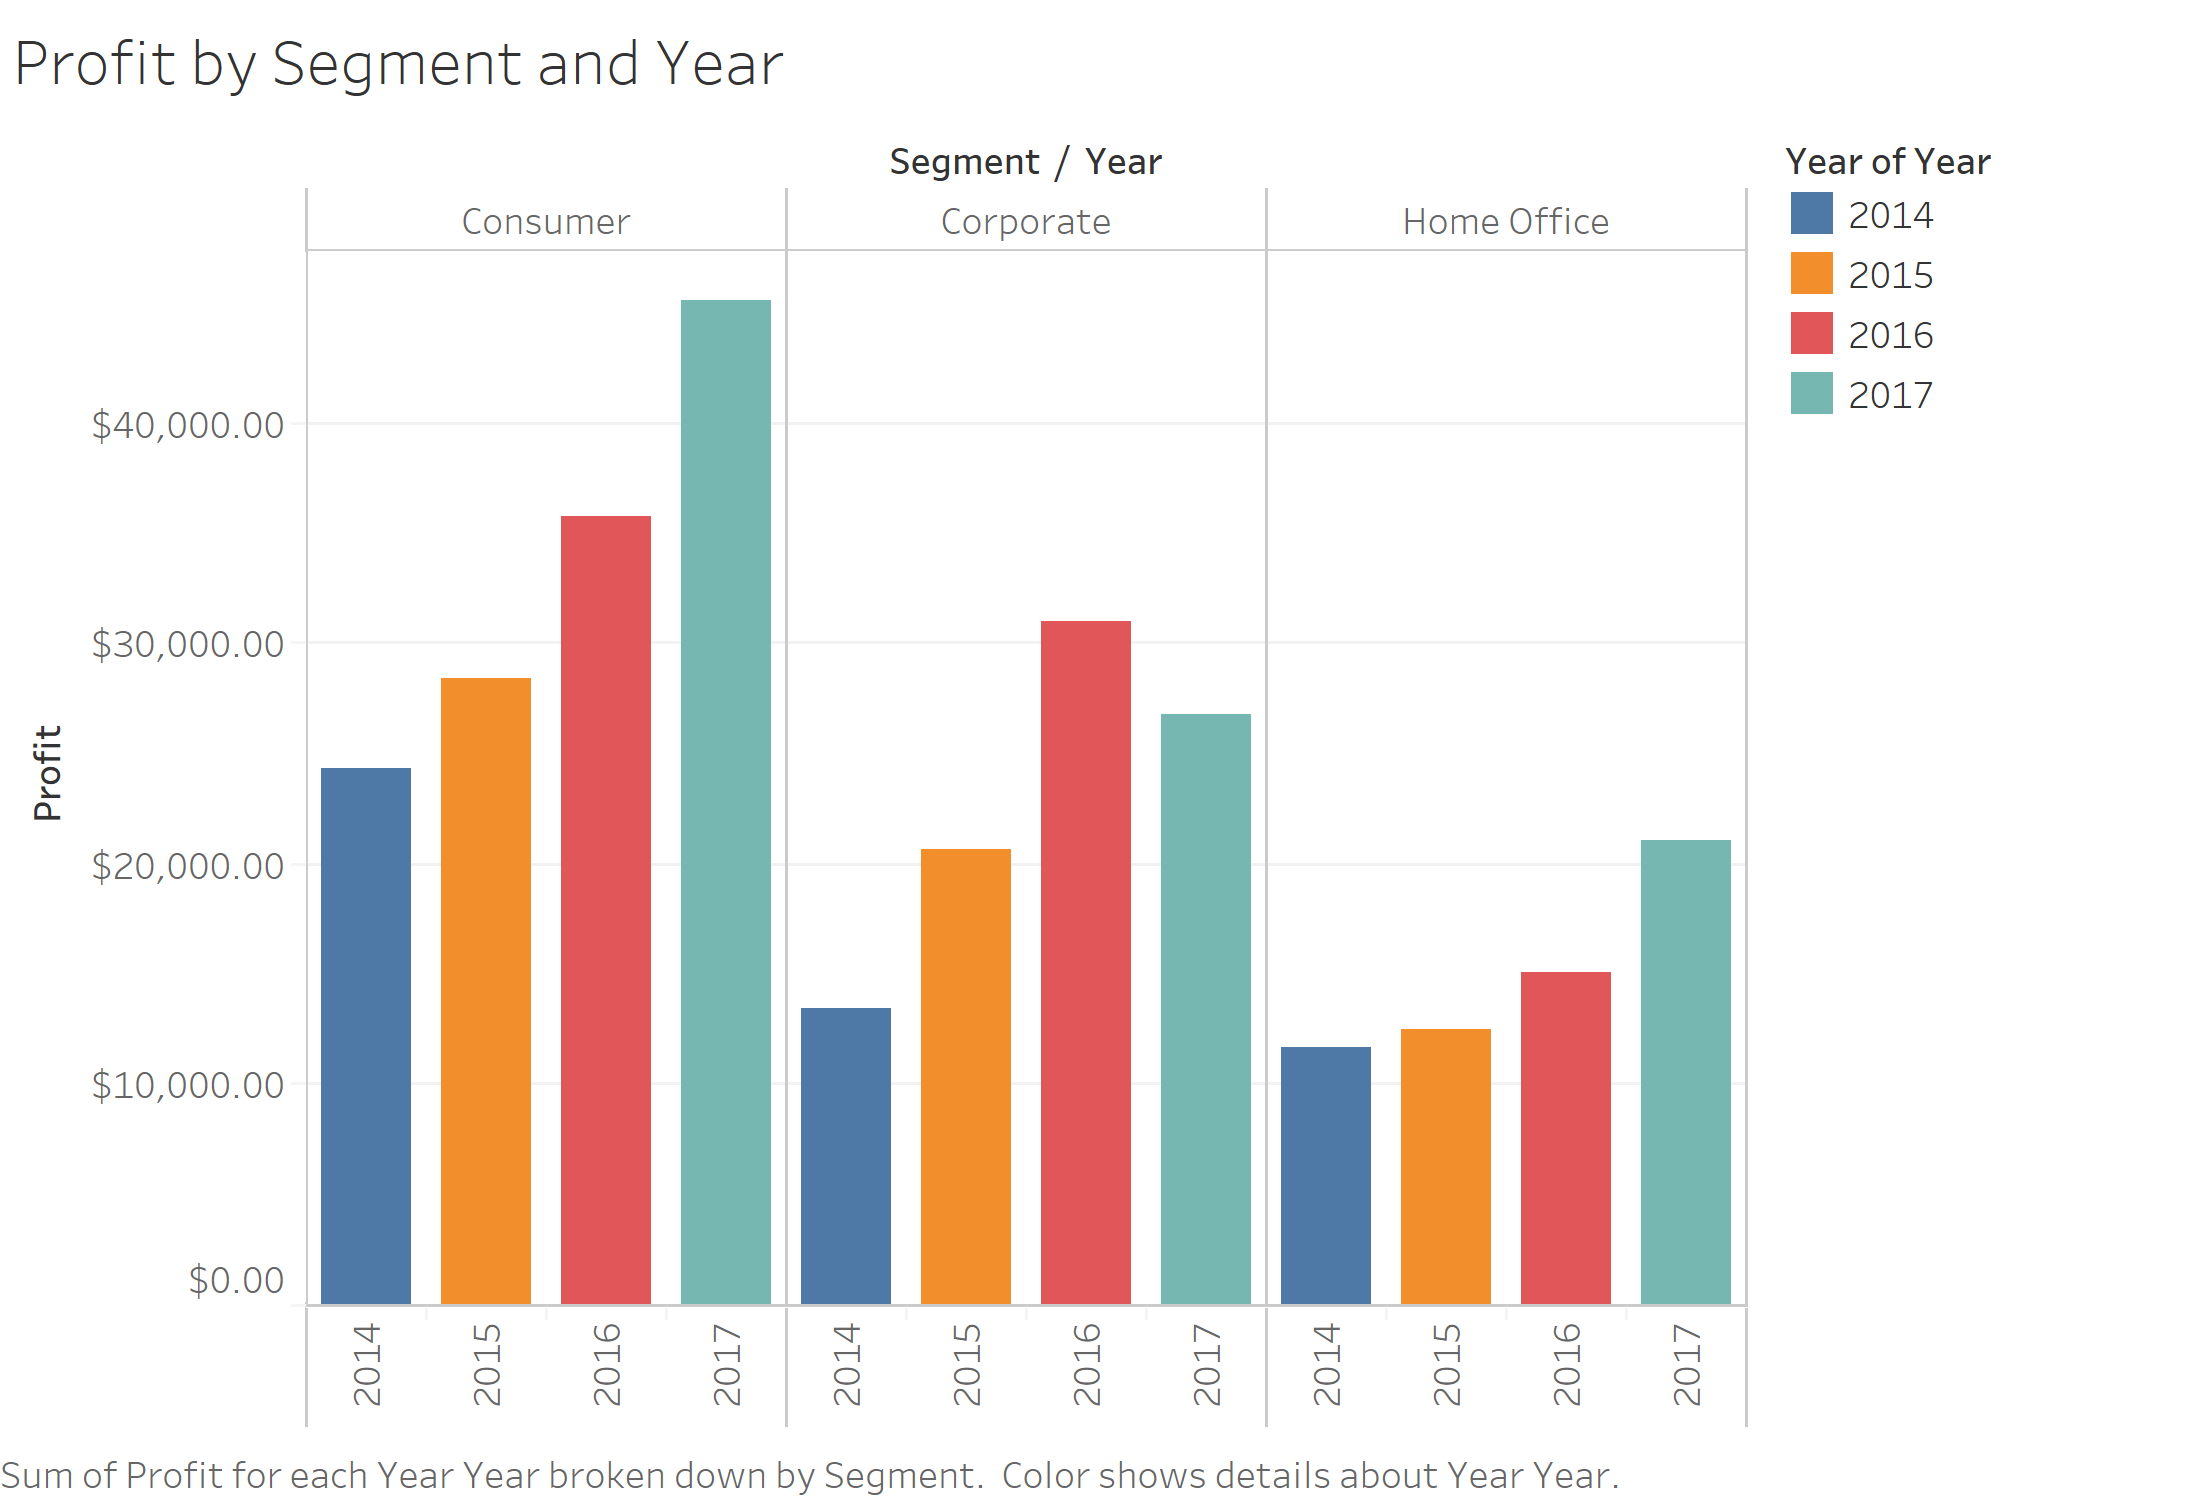 Profit by Segment and Year
Segment / Year
Consumer Corporate Home Office
Year of Year
2014
2015
2016
2017
Profit
$40,000.00
$30,000.00
$20,000.00
$10,000.00
$0.00
2014 2015 2016 2017 2014 2015 2016 2017 2014 2015 2016 2017
Sum of Profit for each Year Year broken down by Segment. Color shows details about Year Year.